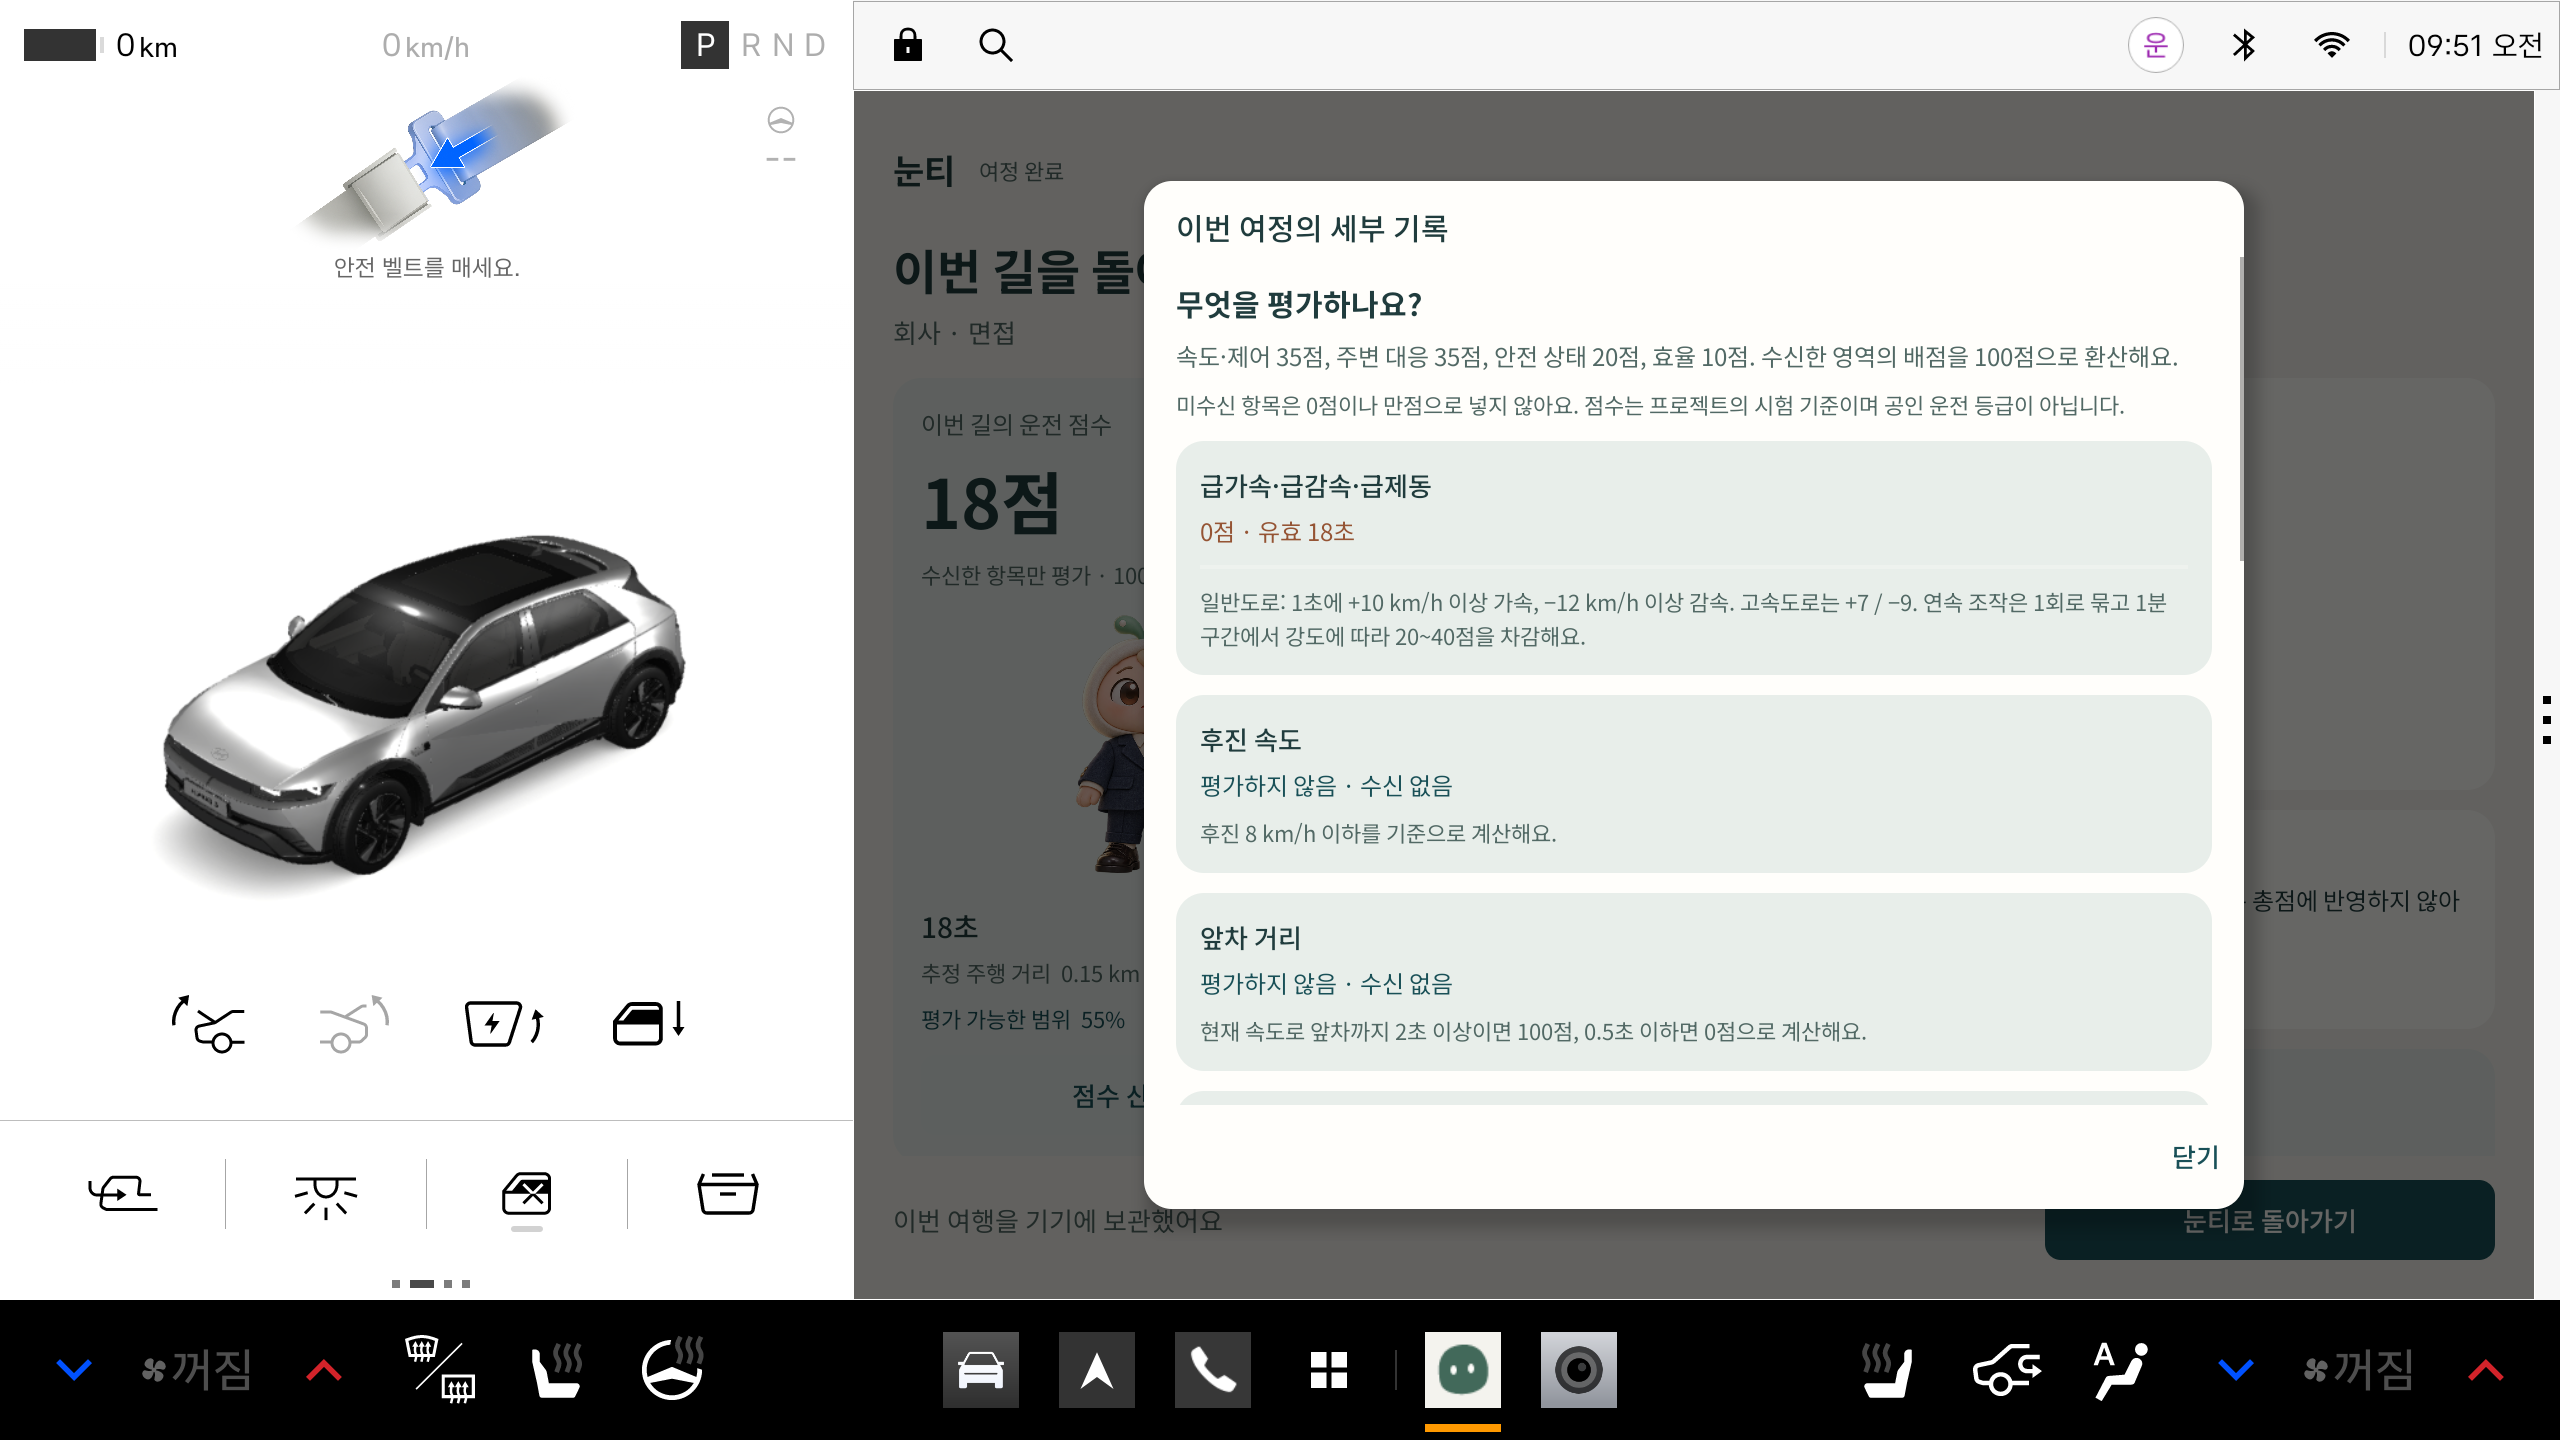 0 km
0 km/h
P R N D
운
09:51 오전
안전 벨트를 매세요.
눈티
여정 완료
이번 길을 돌
회사 · 면접
이번 길의 운전 점수
18점
수신한 항목만 평가 · 100
18초
추정 주행 거리 0.15 km
평가 가능한 범위 55%
점수 산
이번 여행을 기기에 보관했어요
이번 여정의 세부 기록
무엇을 평가하나요?
속도·제어 35점, 주변 대응 35점, 안전 상태 20점, 효율 10점. 수신한 영역의 배점을 100점으로 환산해요.
미수신 항목은 0점이나 만점으로 넣지 않아요. 점수는 프로젝트의 시험 기준이며 공인 운전 등급이 아닙니다.
급가속·급감속·급제동
0점 · 유효 18초
일반도로: 1초에 +10 km/h 이상 가속, −12 km/h 이상 감속. 고속도로는 +7 / −9. 연속 조작은 1회로 묶고 1분
구간에서 강도에 따라 20~40점을 차감해요.
후진 속도
평가하지 않음 · 수신 없음
후진 8 km/h 이하를 기준으로 계산해요.
앞차 거리
평가하지 않음 · 수신 없음
현재 속도로 앞차까지 2초 이상이면 100점, 0.5초 이하면 0점으로 계산해요.
닫기
총점에 반영하지 않아
눈티로 돌아가기
꺼짐
A
꺼짐